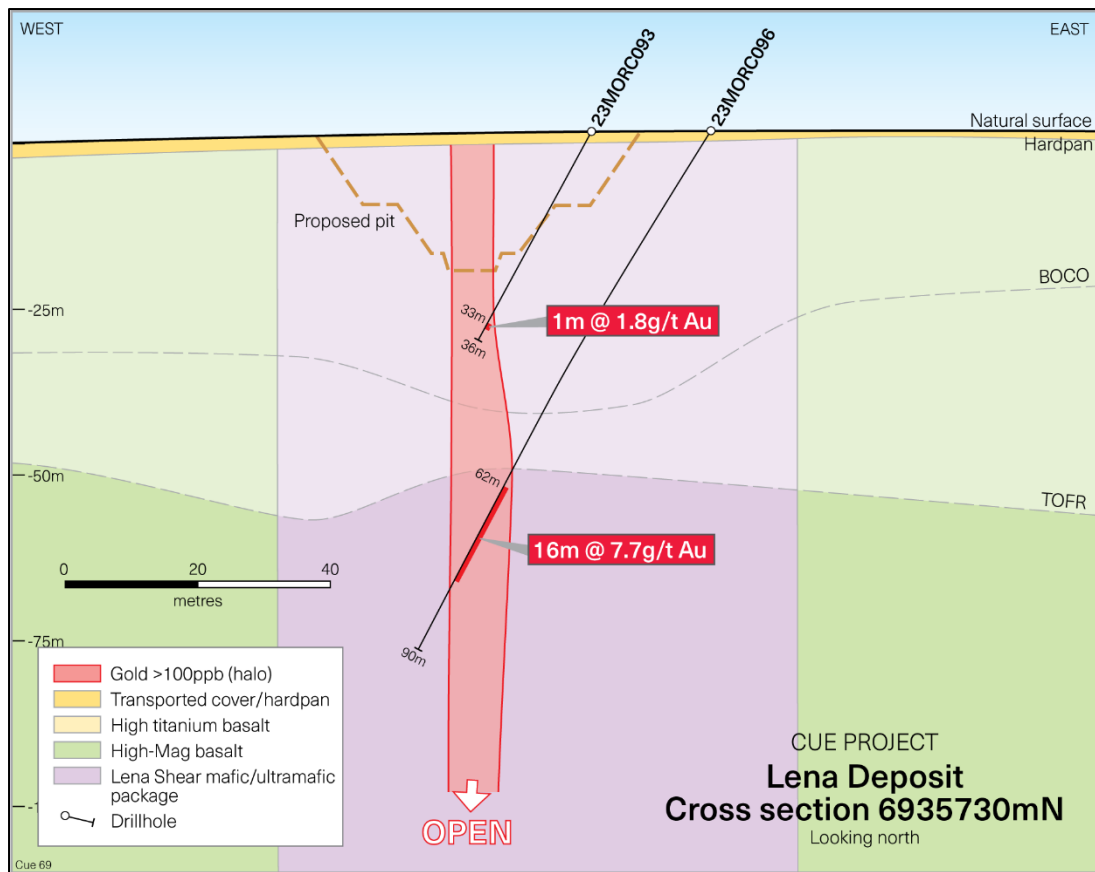 WEST
EAST
23MORC093
23MORC096
Natural surface
Hardpan
Proposed pit
BOCO
-25m
33m
1m @ 1.8g/t Au
36m
-50m
62m
TOFR
16m @ 7.7g/t Au
0 20 40
metres
-75m
90m
Gold >100ppb (halo)
Transported cover/hardpan
High titanium basalt
High-Mag basalt
Lena Shear mafic/ultramafic
package
Drillhole
OPEN
CUE PROJECT
Lena Deposit
Cross section 6935730mN
Looking north
Cue 69